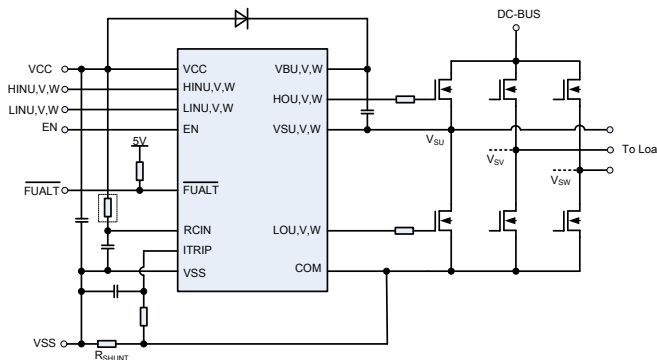 DC-BUS
VCC
HINU,V,W
LINU,V,W
EN
5V
FUALT
VSS
RSHUNT
VCC
HINU,V,W
LINU,V,W
EN
FUALT
RCIN
ITRIP
VSS
VBU,V,W
HOU,V,W
VSU,V,W
LOU,V,W
COM
VSU
VSV
VSW
To Loa